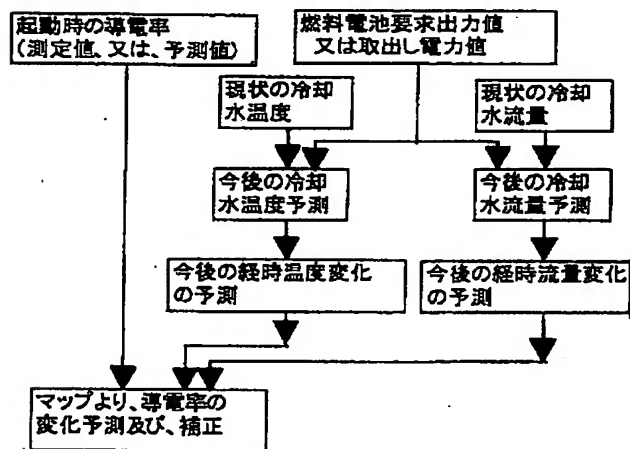 起動時の導電率
(測定値、又は、予測値)
燃料電池要求出力値
又は取出し電力値
現状の冷却
水温度
現状の冷却
水流量
今後の冷却
水温度予測
今後の冷却
水流量予測
今後の経時温度変化
の予測
今後の経時流量変化
の予測
マップより、導電率の
変化予測及び、補正